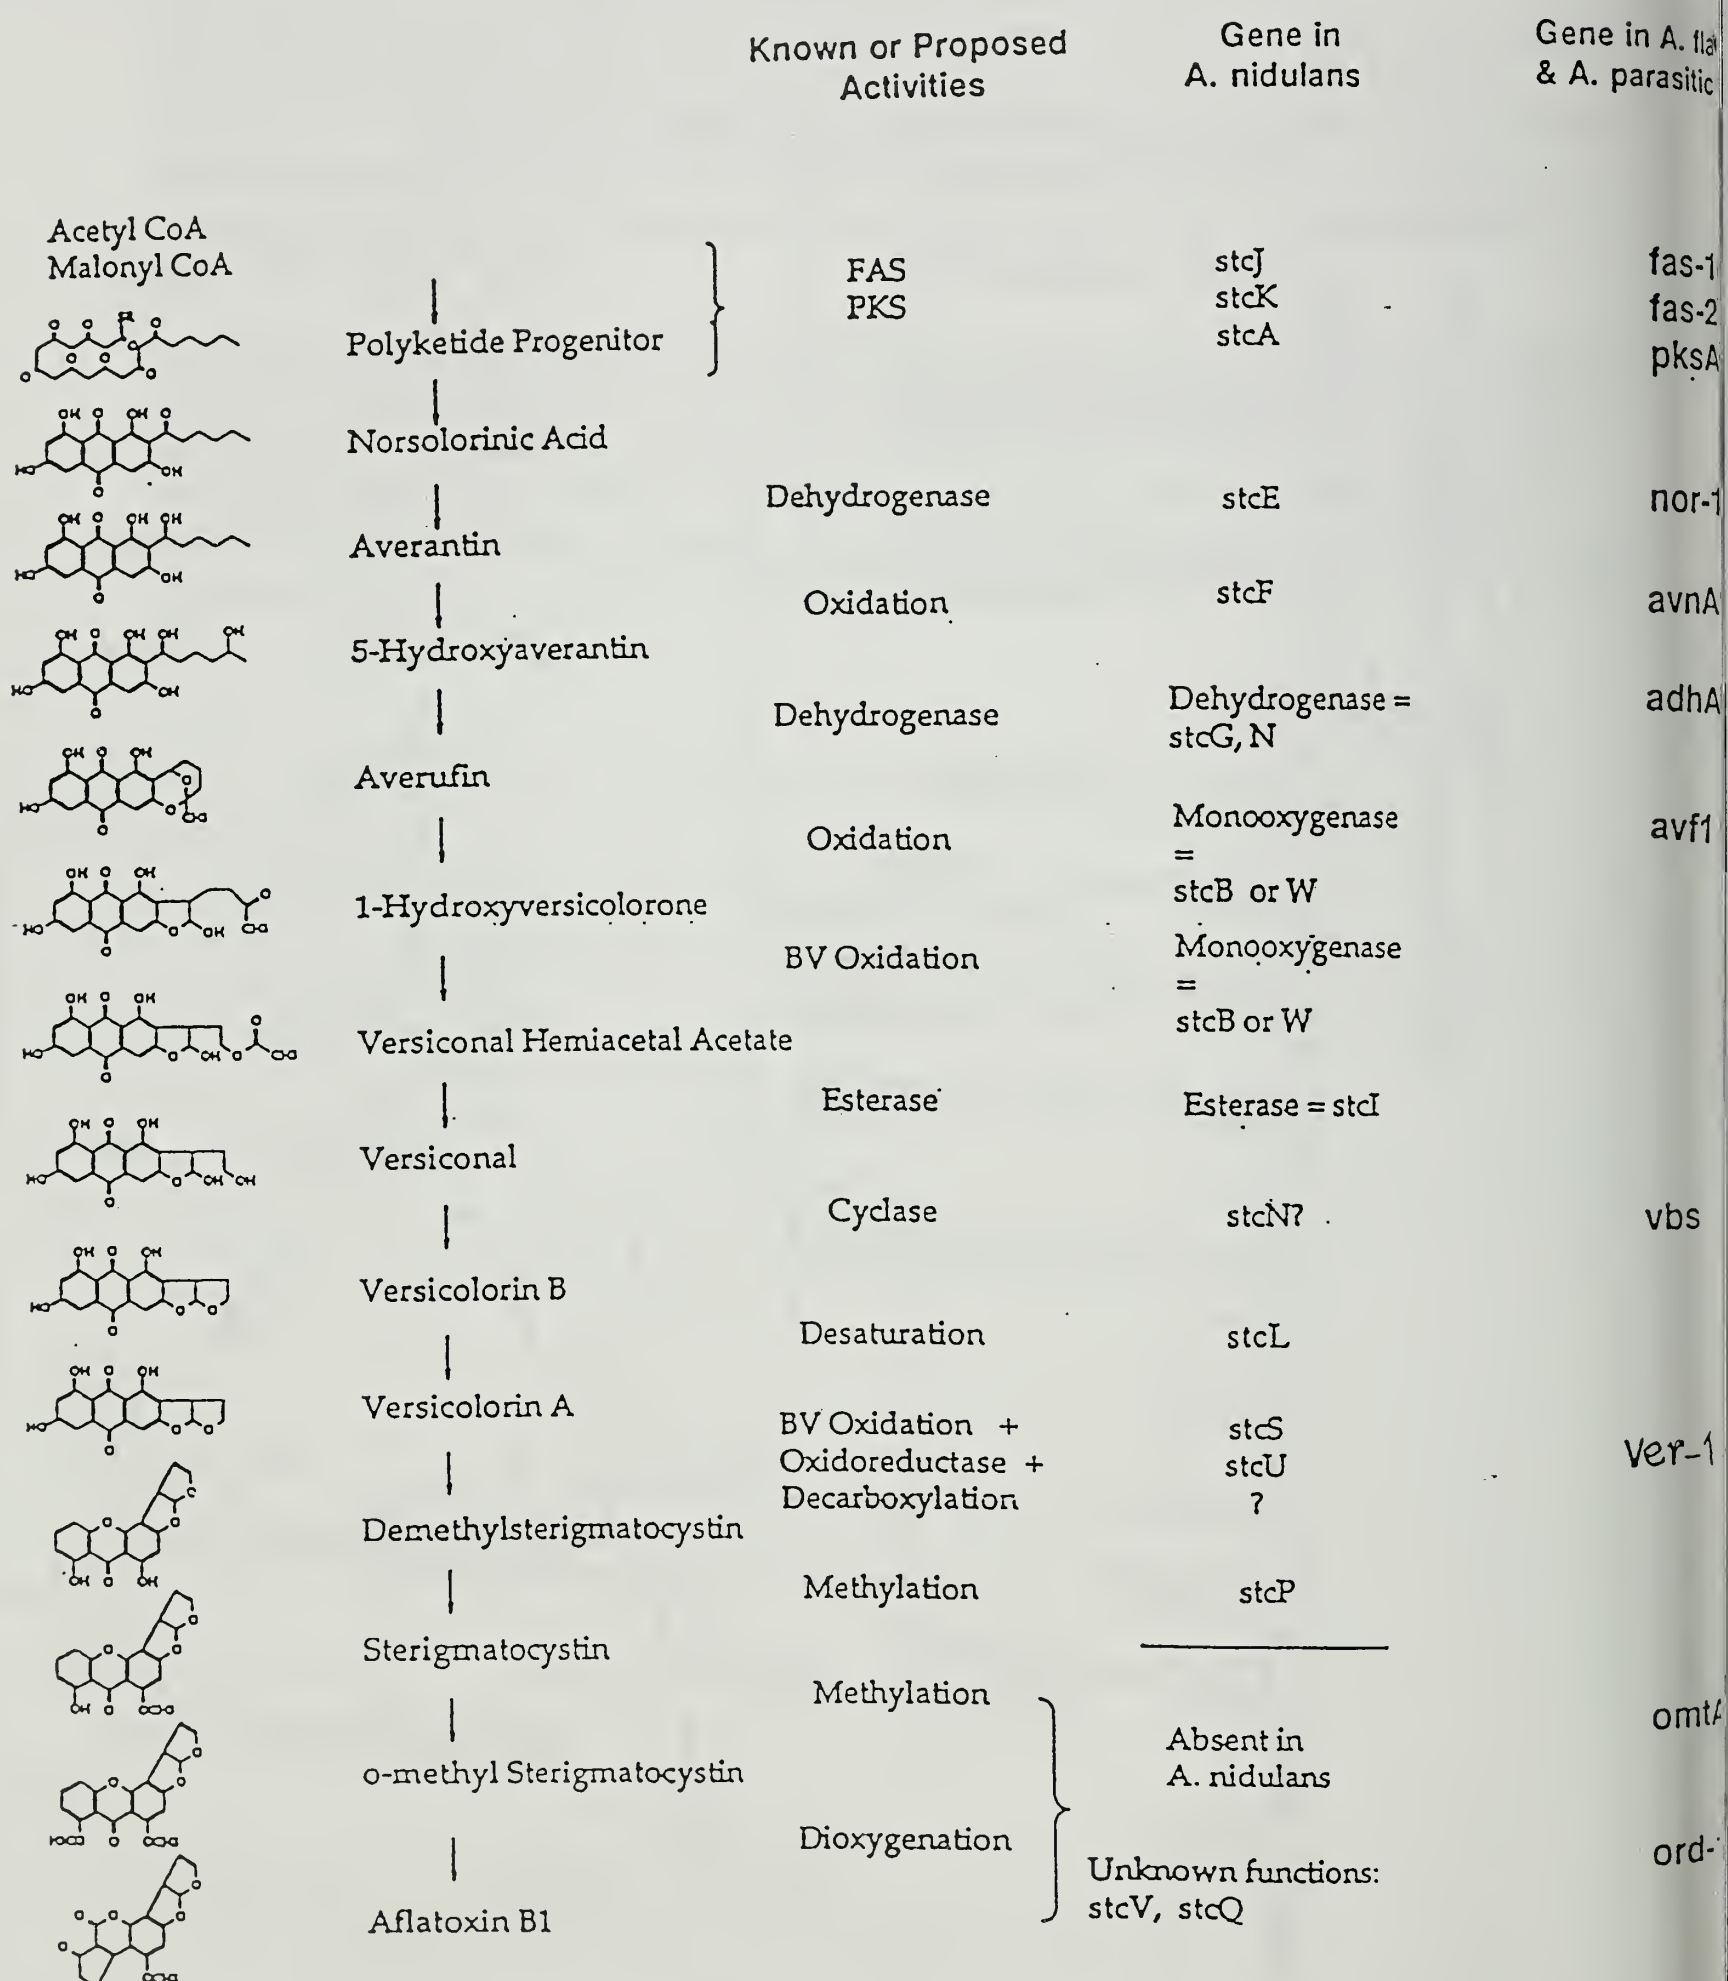 Known or Proposed
Activities
Gene in
A. nidulans
Gene in A. fla
& A. parasitic
Acetyl CoA
Malonyl CoA
FAS
PKS
stcJ
stcK
stcA
fas-1
fas-2
pksA
Polyketide Progenitor
Norsolorinic Acid
Dehydrogenase
stcE
nor-1
Averantin
Oxidation
stcF
avnA
5-Hydroxyaverantin
Dehydrogenase
Dehydrogenase =
stcG, N
adhA
Averufin
Oxidation
Monooxygenase
=
stcB or W
avf1
1-Hydroxyversicolorone
BV Oxidation
Monooxygenase
=
stcB or W
Versiconal Hemiacetal Acetate
Esterase
Esterase = stcI
Versiconal
Cyclase
stcN?
vbs
Versicolorin B
Desaturation
stcL
Versicolorin A
BV Oxidation +
Oxidoreductase +
Decarboxylation
stcS
stcU
?
ver-1
Demethylsterigmatocystin
Methylation
stcP
Sterigmatocystin
Methylation
Absent in
A. nidulans
omtA
o-methyl Sterigmatocystin
Dioxygenation
Unknown functions:
stcV, stcQ
ord-
Aflatoxin B1